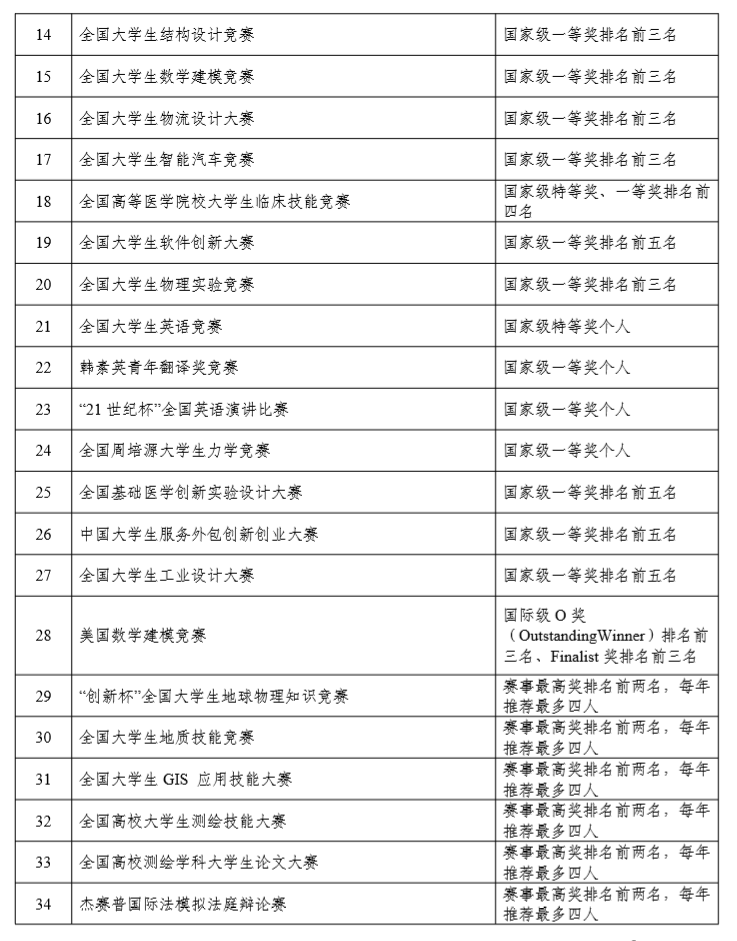 14 全国大学生结构设计竞赛 国家级一等奖排名前三名
15 全国大学生数学建模竞赛 国家级一等奖排名前三名
16 全国大学生物流设计大赛 国家级一等奖排名前三名
17 全国大学生智能汽车竞赛 国家级一等奖排名前三名
18 全国高等医学院校大学生临床技能竞赛 国家级特等奖、一等奖排名前
四名
19 全国大学生软件创新大赛 国家级一等奖排名前五名
20 全国大学生物理实验竞赛 国家级一等奖排名前三名
21 全国大学生英语竞赛 国家级特等奖个人
22 韩素英青年翻译奖竞赛 国家级一等奖个人
23 “21 世纪杯”全国英语演讲比赛 国家级一等奖个人
24 全国周培源大学生力学竞赛 国家级一等奖个人
25 全国基础医学创新实验设计大赛 国家级一等奖排名前五名
26 中国大学生服务外包创新创业大赛 国家级一等奖排名前五名
27 全国大学生工业设计大赛 国家级一等奖排名前五名
28 美国数学建模竞赛 国际级 O 奖
（OutstandingWinner）排名前
三名、Finalist 奖排名前三名
29 “创新杯”全国大学生地球物理知识竞赛 赛事最高奖排名前两名，每年
推荐最多四人
30 全国大学生地质技能竞赛 赛事最高奖排名前两名，每年
推荐最多四人
31 全国大学生 GIS 应用技能大赛 赛事最高奖排名前两名，每年
推荐最多四人
32 全国高校大学生测绘技能大赛 赛事最高奖排名前两名，每年
推荐最多四人
33 全国高校测绘学科大学生论文大赛 赛事最高奖排名前两名，每年
推荐最多四人
34 杰赛普国际法模拟法庭辩论赛 赛事最高奖排名前两名，每年
推荐最多四人